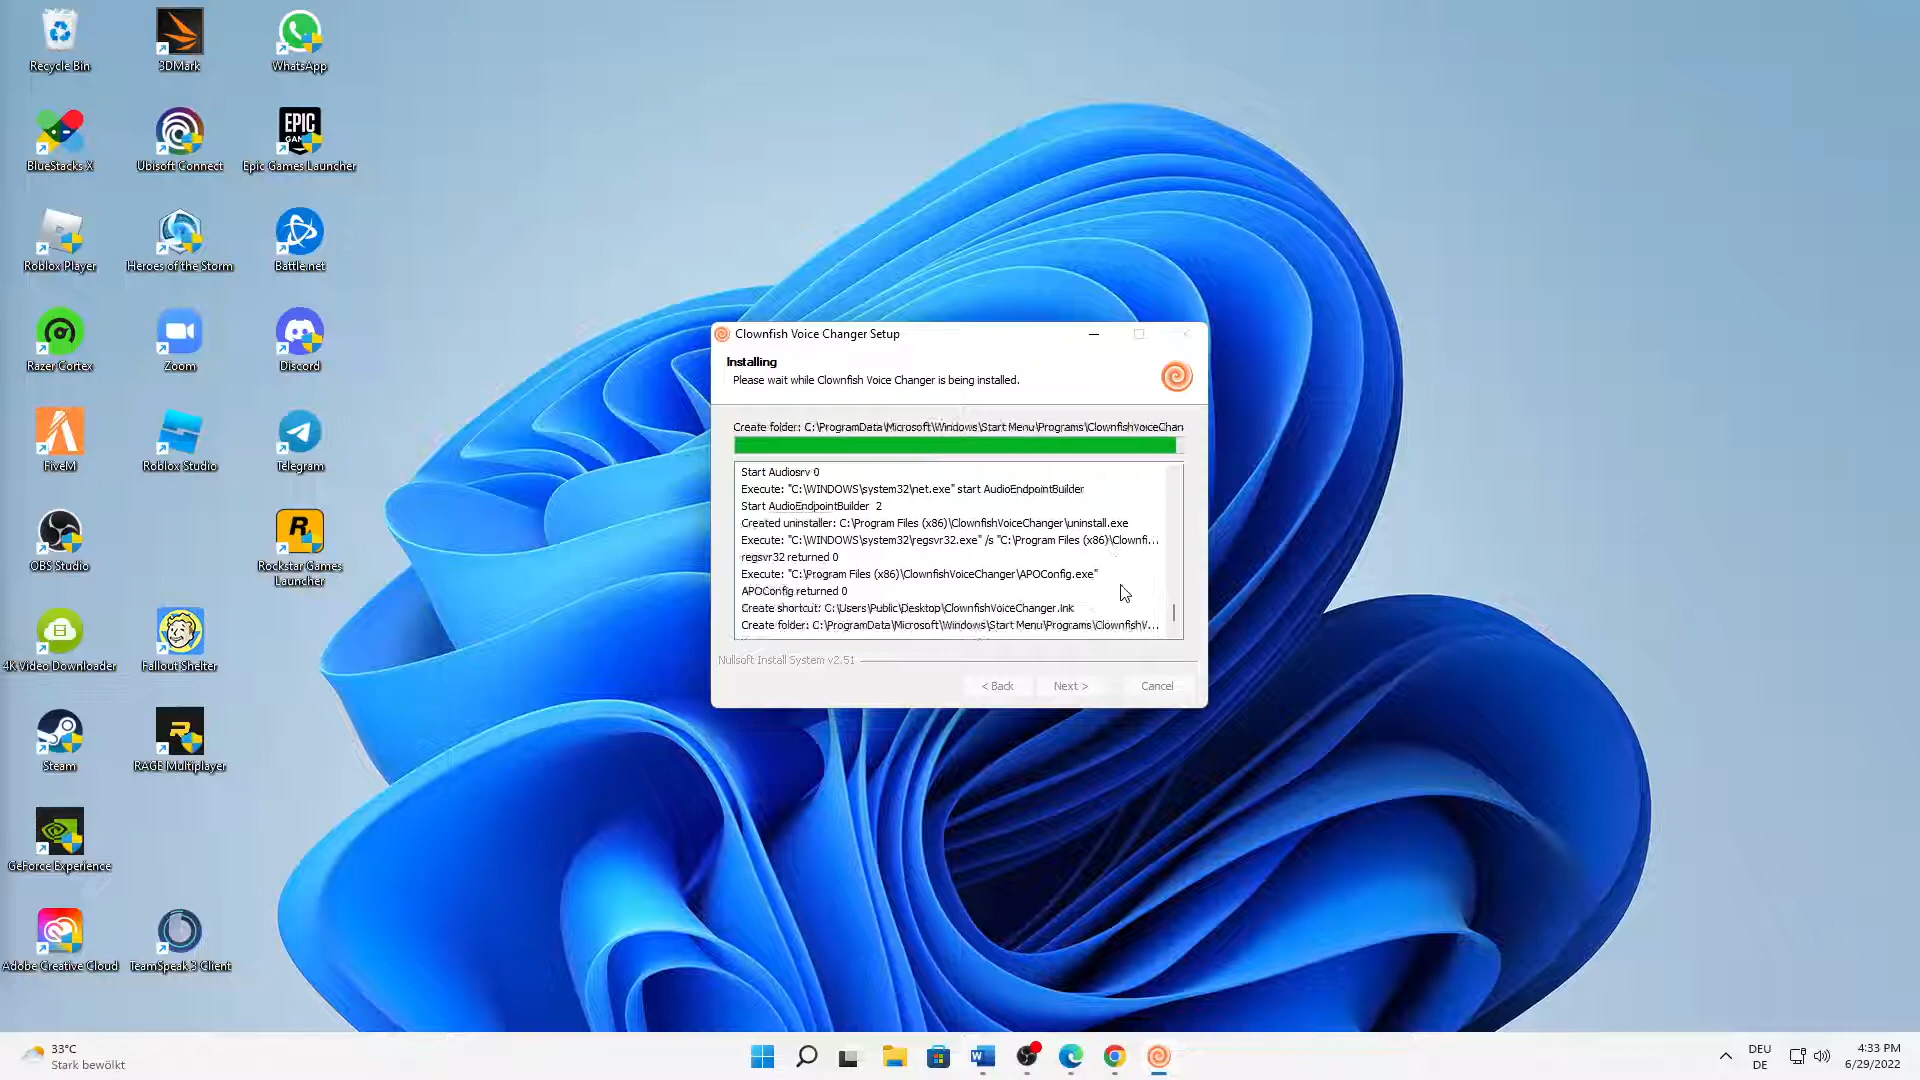 Recycle Bin
3DMark
WhatsApp
BlueStacks X
Ubisoft Connect
EPIC
Epic Games Launcher
Roblox Player
Heroes of the Storm
Battle.net
Razer Cortex
Zoom
Discord
FiveM
Roblox Studio
Telegram
OBS Studio
Rockstar Games
Launcher
4K Video Downloader
Fallout Shelter
Steam
RAGE Multiplayer
GeForce Experience
Adobe Creative Cloud
TeamSpeak 3 Client
Clownfish Voice Changer Setup
Installing
Please wait while Clownfish Voice Changer is being installed.
Create folder: C:\ProgramData\Microsoft\Windows\Start Menu\Programs\ClownfishVoiceChan
Start Audiosrv 0
Execute: "C:\WINDOWS\system32\net.exe" start AudioEndpointBuilder
Start AudioEndpointBuilder 2
Created uninstaller: C:\Program Files (x86)\ClownfishVoiceChanger\uninstall.exe
Execute: "C:\WINDOWS\system32\regsvr32.exe" /s "C:\Program Files (x86)\Clownfi...
regsvr32 returned 0
Execute: "C:\Program Files (x86)\ClownfishVoiceChanger\APOConfig.exe"
APOConfig returned 0
Create shortcut: C:\Users\Public\Desktop\ClownfishVoiceChanger.lnk
Create folder: C:\ProgramData\Microsoft\Windows\Start Menu\Programs\ClownfishV...
Nullsoft Install System v2.51
< Back
Next >
Cancel
33°C
Stark bewölkt
DEU
DE
4:33 PM
6/29/2022